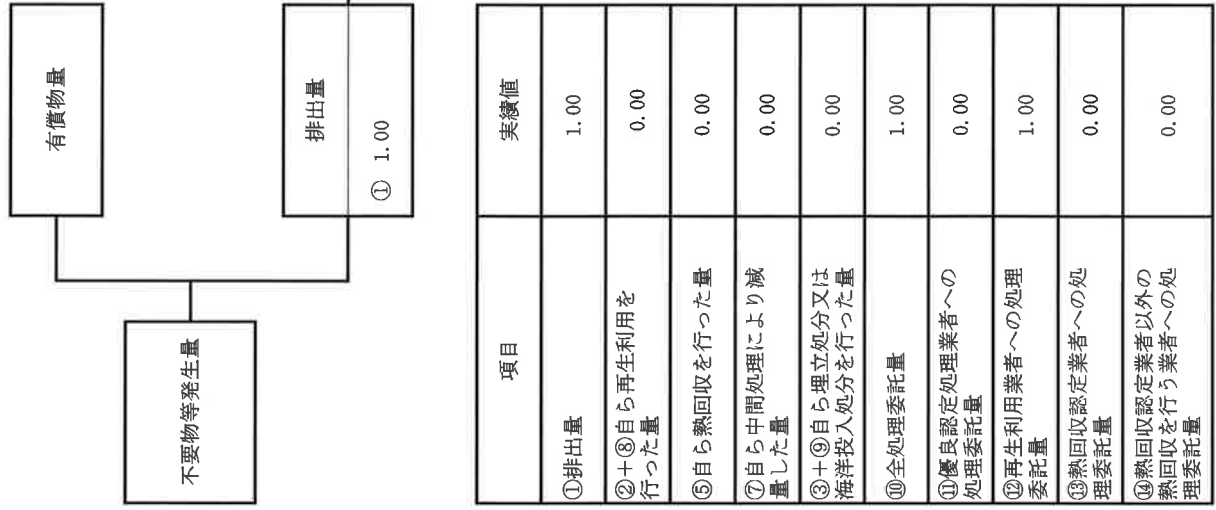 不要物等発生量
有償物量
排出量
① 1.00
項目
実績値
①排出量
1.00
②＋⑧自ら再生利用を
行った量
0.00
⑤自ら熱回収を行った量
0.00
⑦自ら中間処理により減
量した量
0.00
③＋⑨自ら埋立処分又は
海洋投入処分を行った量
0.00
⑩全処理委託量
1.00
⑪優良認定処理業者への
処理委託量
0.00
⑫再生利用業者への処理
委託量
1.00
⑬熱回収認定業者への処
理委託量
0.00
⑭熱回収認定業者以外の
熱回収を行う業者への処
理委託量
0.00